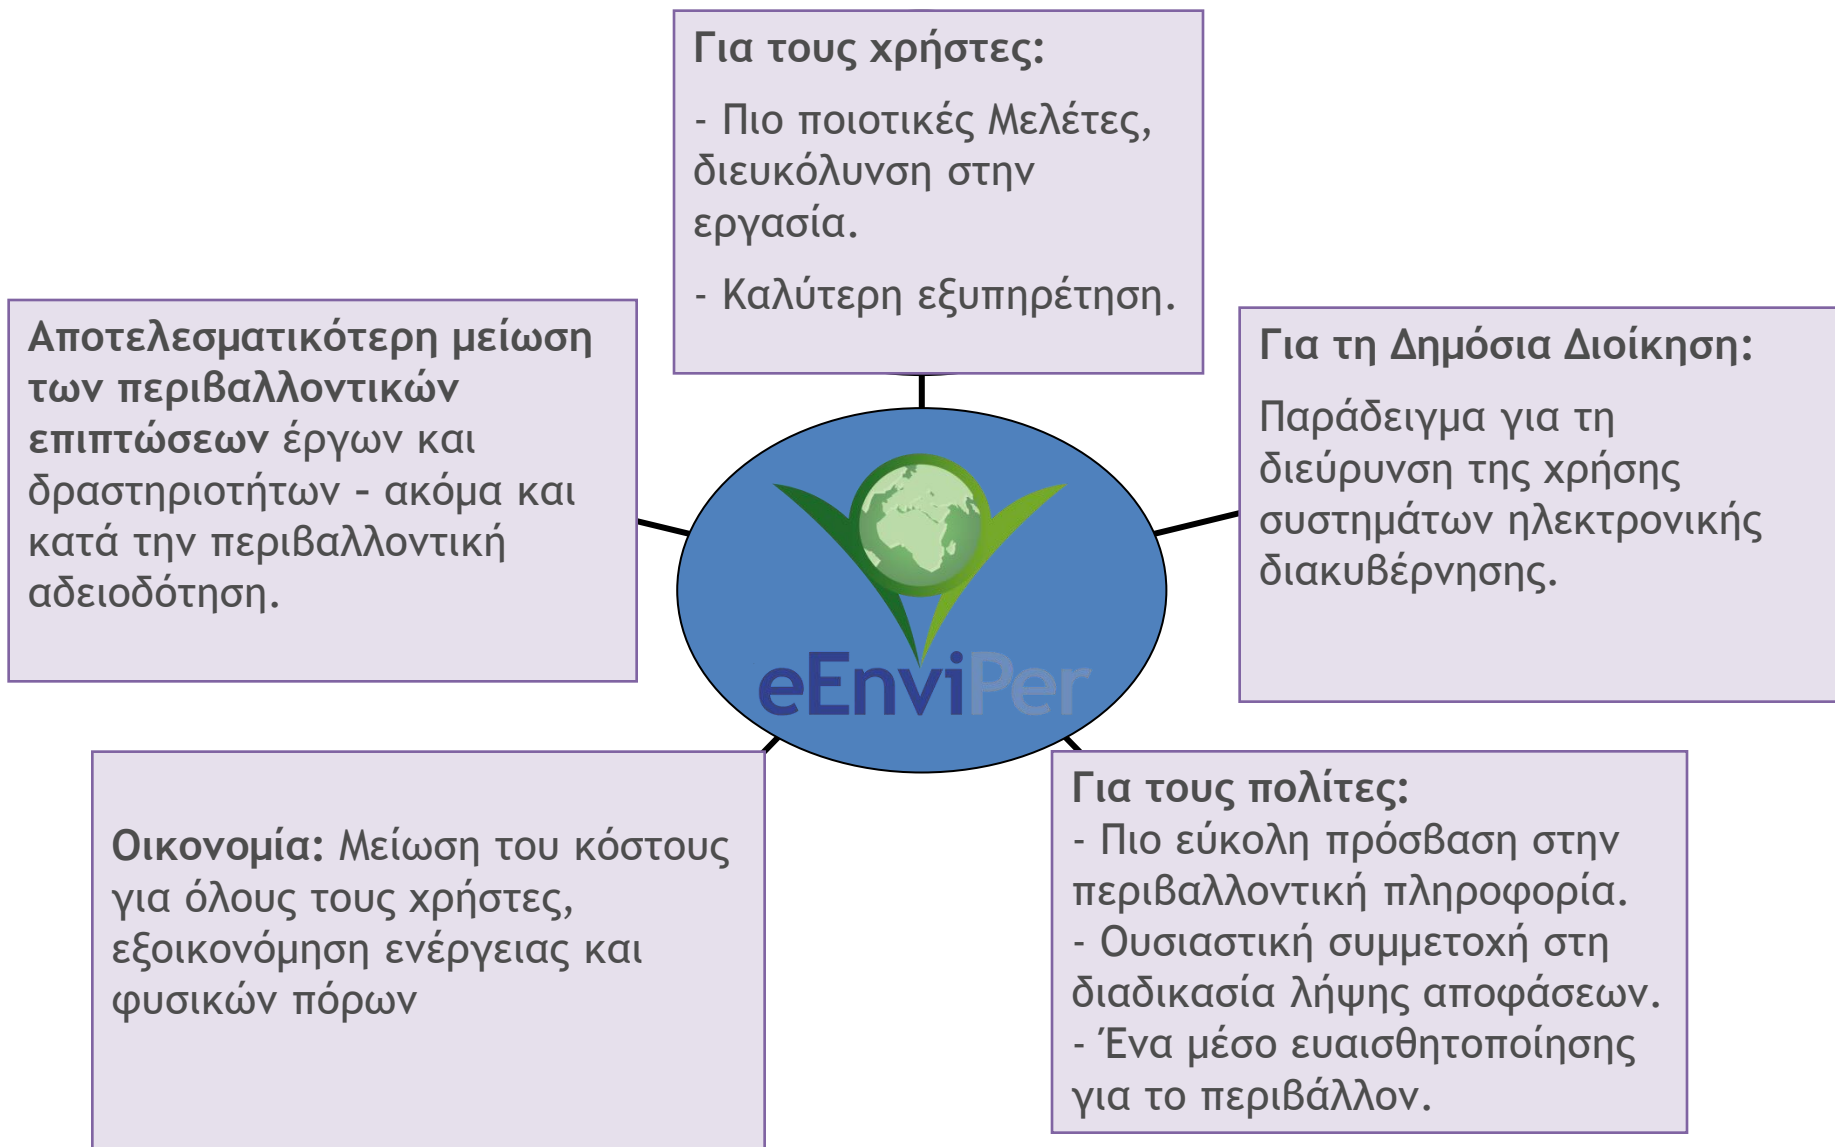 Για τους χρήστες:
- Πιο ποιοτικές Μελέτες,
διευκόλυνση στην
εργασία.
- Καλύτερη εξυπηρέτηση.
Αποτελεσματικότερη μείωση
των περιβαλλοντικών
επιπτώσεων έργων και
δραστηριοτήτων – ακόμα και
κατά την περιβαλλοντική
αδειοδότηση.
Για τη Δημόσια Διοίκηση:
Παράδειγμα για τη
διεύρυνση της χρήσης
συστημάτων ηλεκτρονικής
διακυβέρνησης.
eEnviPer
Οικονομία: Μείωση του κόστους
για όλους τους χρήστες,
εξοικονόμηση ενέργειας και
φυσικών πόρων
Για τους πολίτες:
- Πιο εύκολη πρόσβαση στην
περιβαλλοντική πληροφορία.
- Ουσιαστική συμμετοχή στη
διαδικασία λήψης αποφάσεων.
- Ένα μέσο ευαισθητοποίησης
για το περιβάλλον.